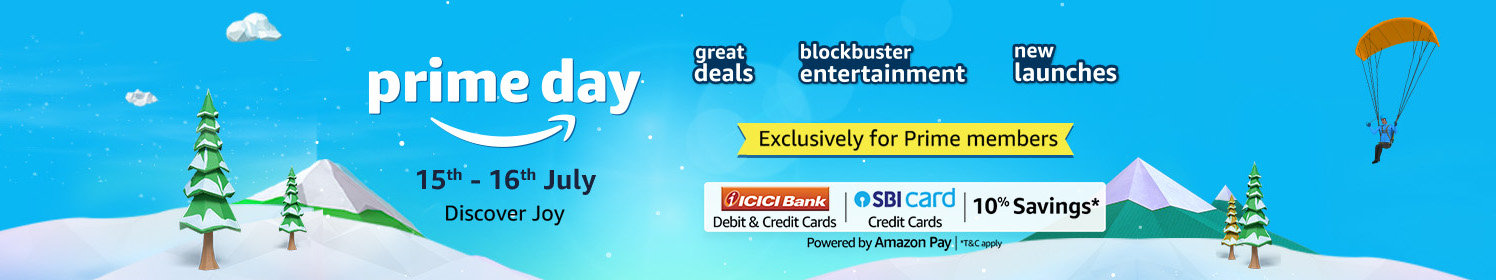 prime day
15th - 16th July
Discover Joy
great
deals
blockbuster
entertainment
new
launches
Exclusively for Prime members
ICICI Bank
Debit & Credit Cards
SBI card
Credit Cards
10% Savings*
Powered by Amazon Pay | *T&C apply